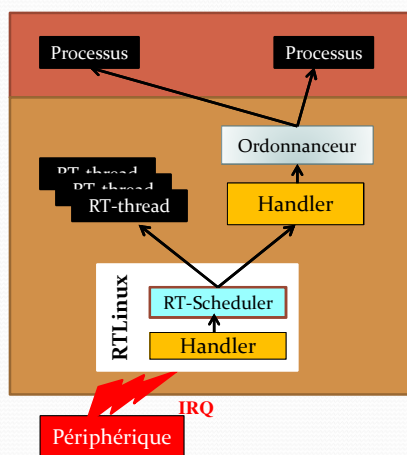 Processus
Processus
Ordonnanceur
RT-thread
RT-thread
RT-thread
Handler
RTLinux
RT-Scheduler
Handler
IRQ
Périphérique